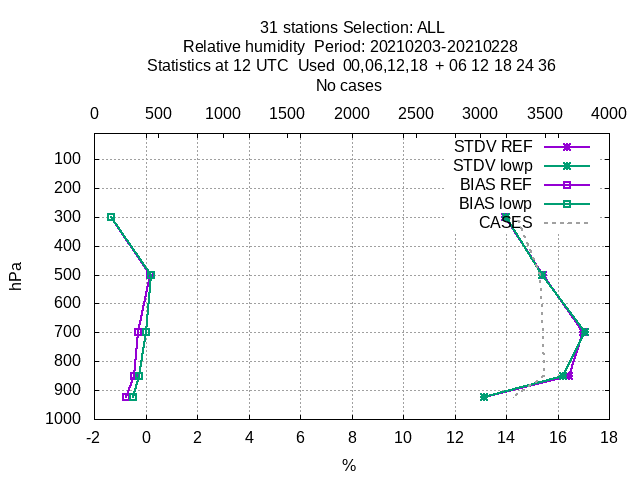 31 stations Selection: ALL
Relative humidity  Period: 20210203-20210228
Statistics at 12 UTC  Used  00,06,12,18  + 06 12 18 24 36
No cases
0 500 1000 1500 2000 2500 3000 3500 4000
STDV REF
STDV lowp
BIAS REF
BIAS lowp
CASES
100
200
300
400
500
600
700
800
900
1000
hPa
-2 0 2 4 6 8 10 12 14 16 18
%